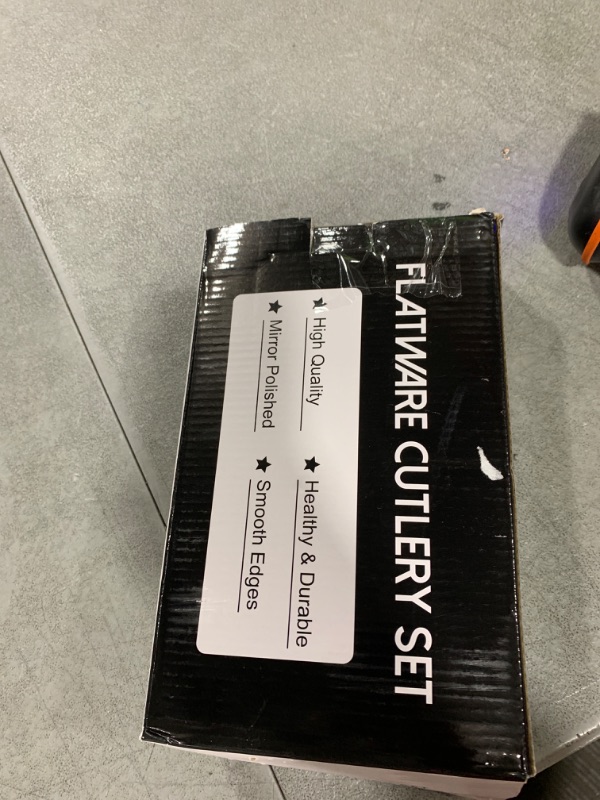 FLATWARE CUTLERY SET
★ High Quality ★ Healthy & Durable
★ Mirror Polished ★ Smooth Edges